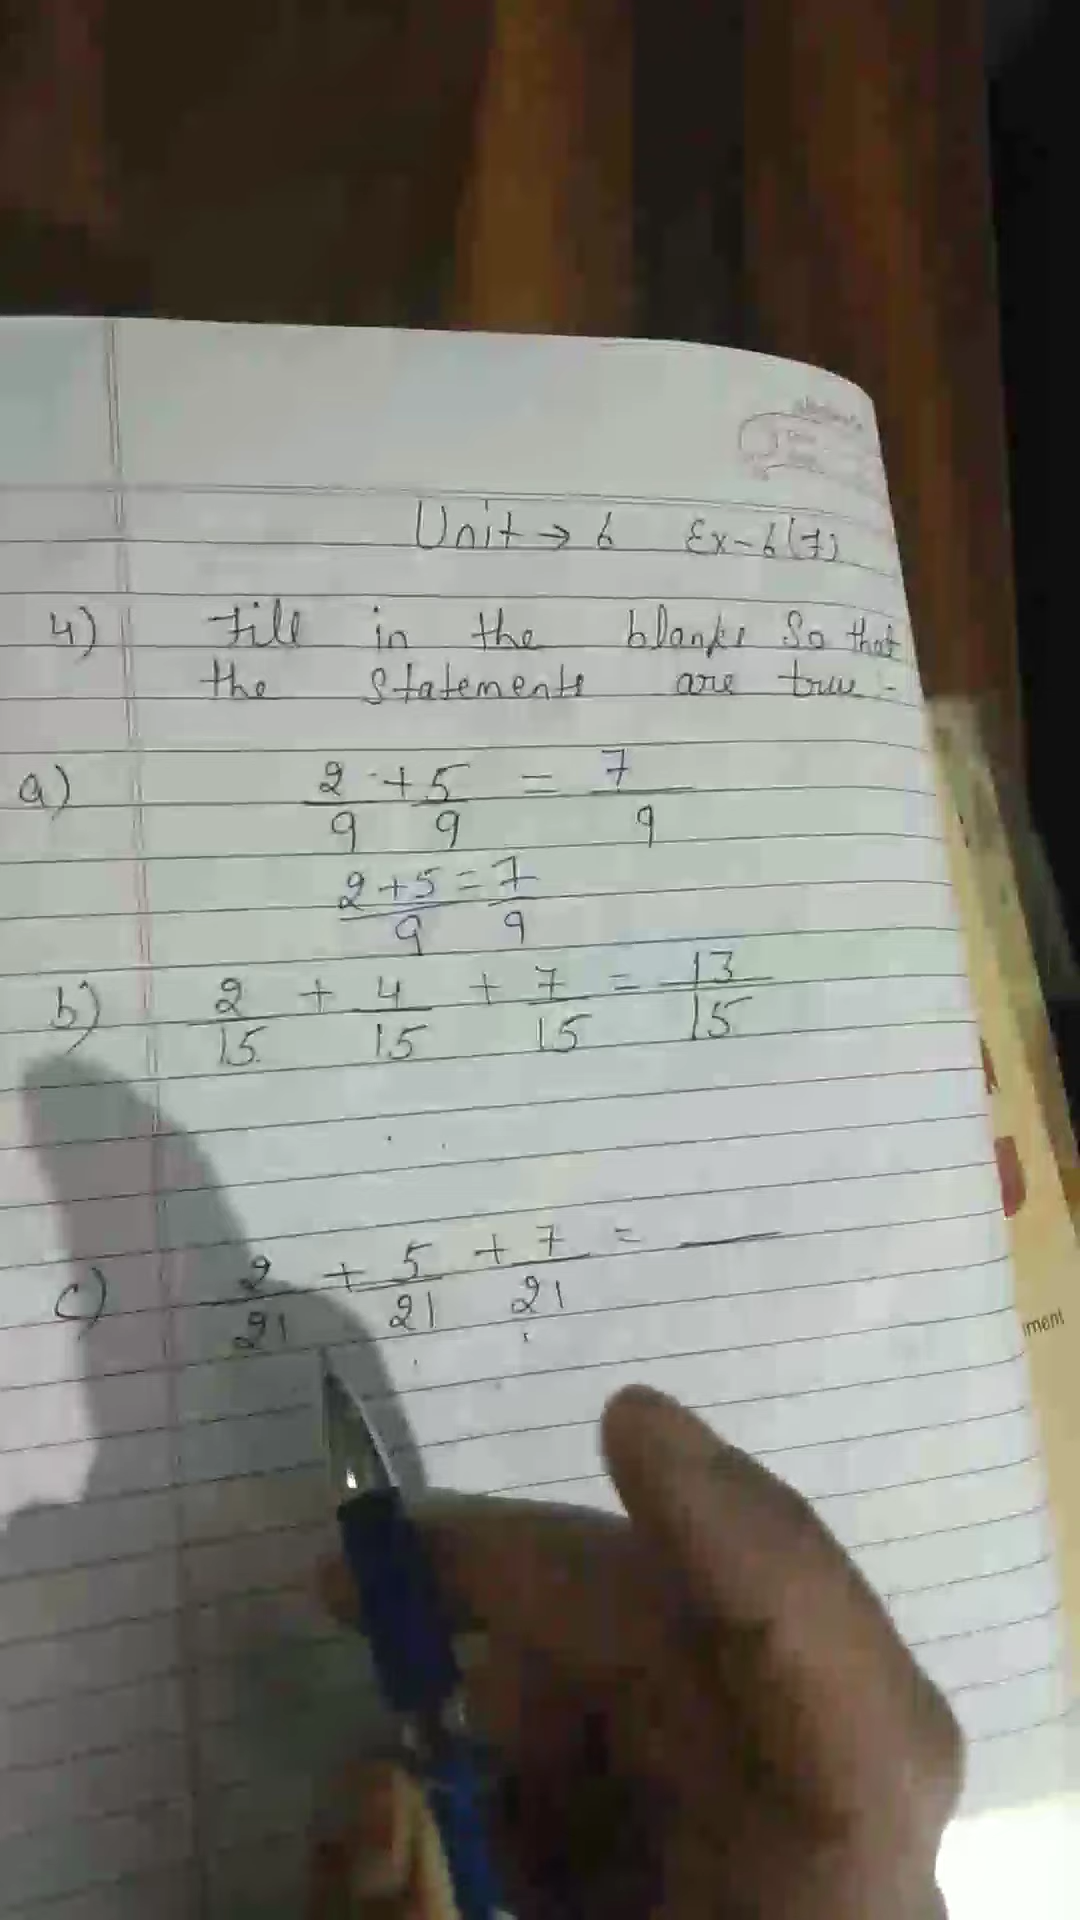 Unit → 6 Ex-6(7)
4) Fill in the blanks So that
the statements are true :-
a) 2/9 + 5/9 = 7/9
2+5/9 = 7/9
b) 2/15 + 4/15 + 7/15 = 13/15
c) 2/21 + 5/21 + 7/21 = ___
ment